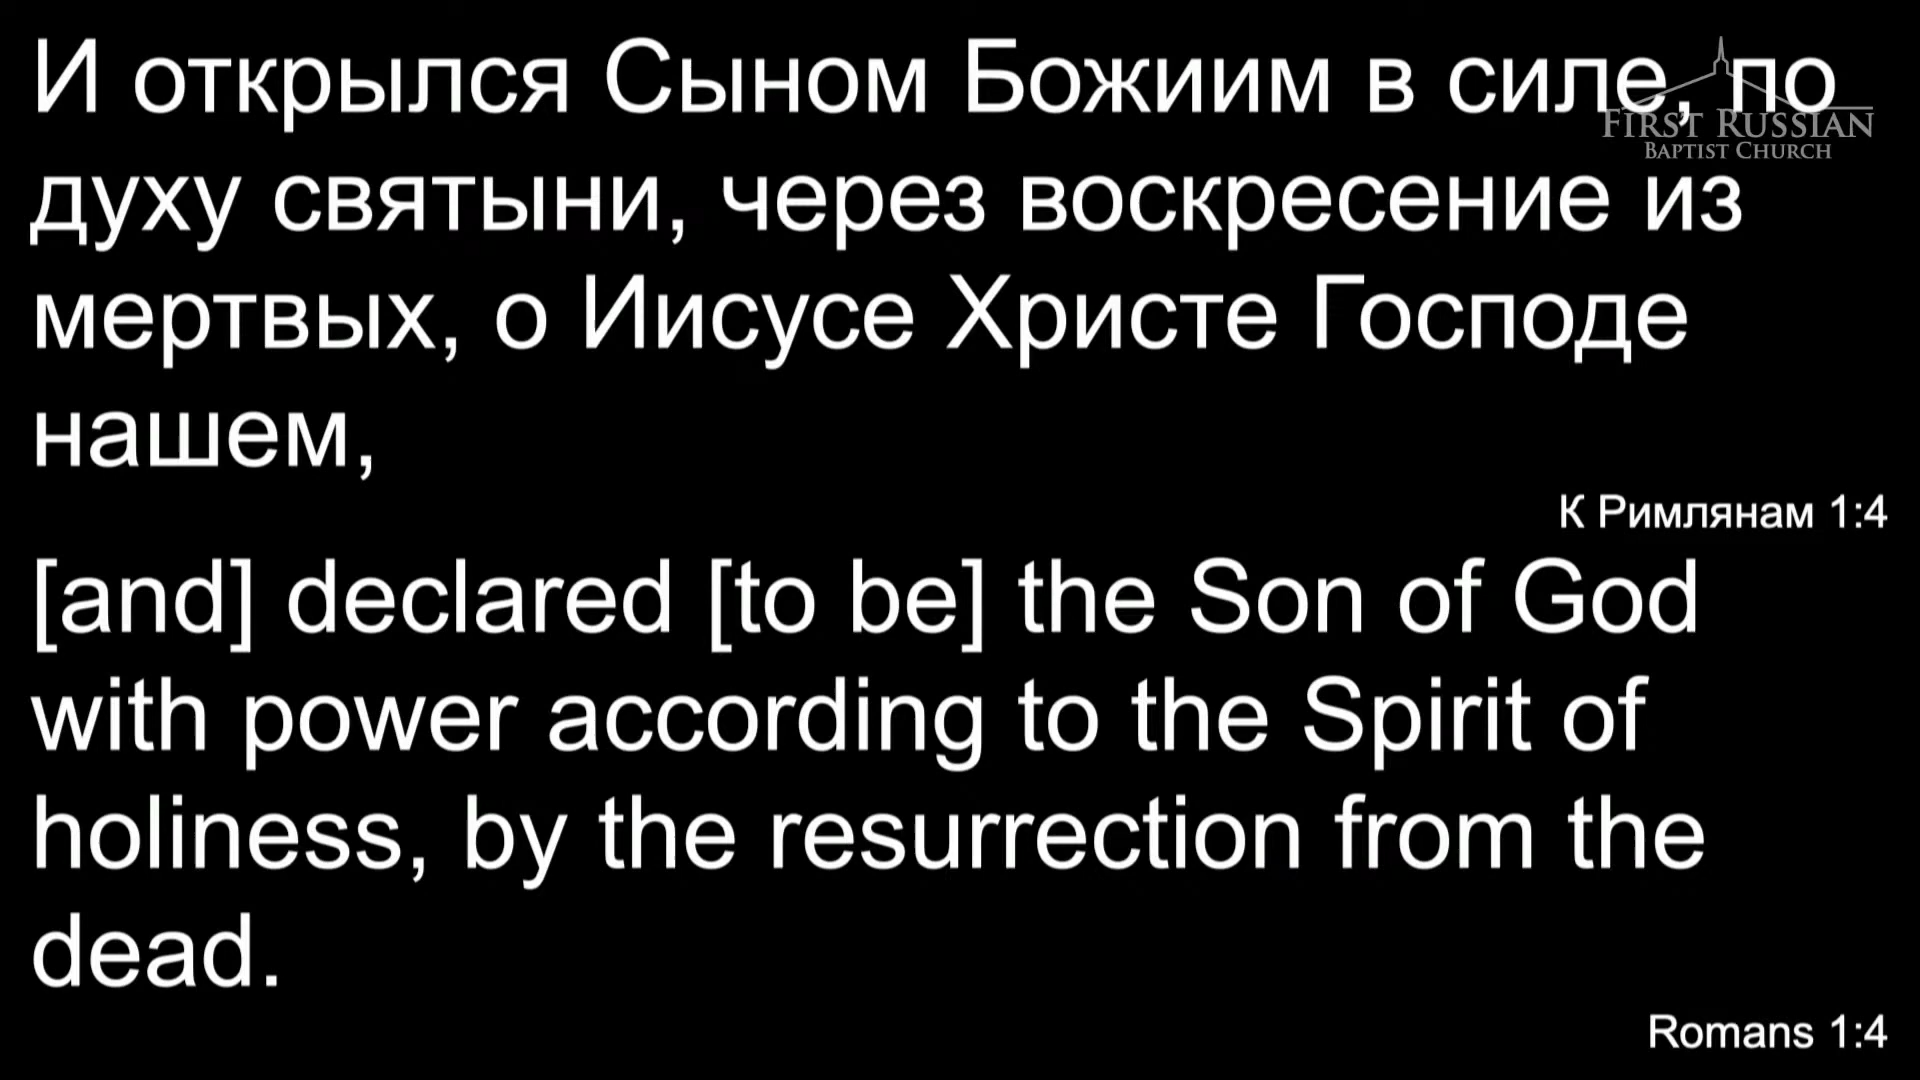 И открылся Сыном Божиим в силе, по
духу святыни, через воскресение из
мертвых, о Иисусе Христе Господе
нашем,
К Римлянам 1:4
[and] declared [to be] the Son of God
with power according to the Spirit of
holiness, by the resurrection from the
dead.
Romans 1:4
FIRST RUSSIAN
BAPTIST CHURCH